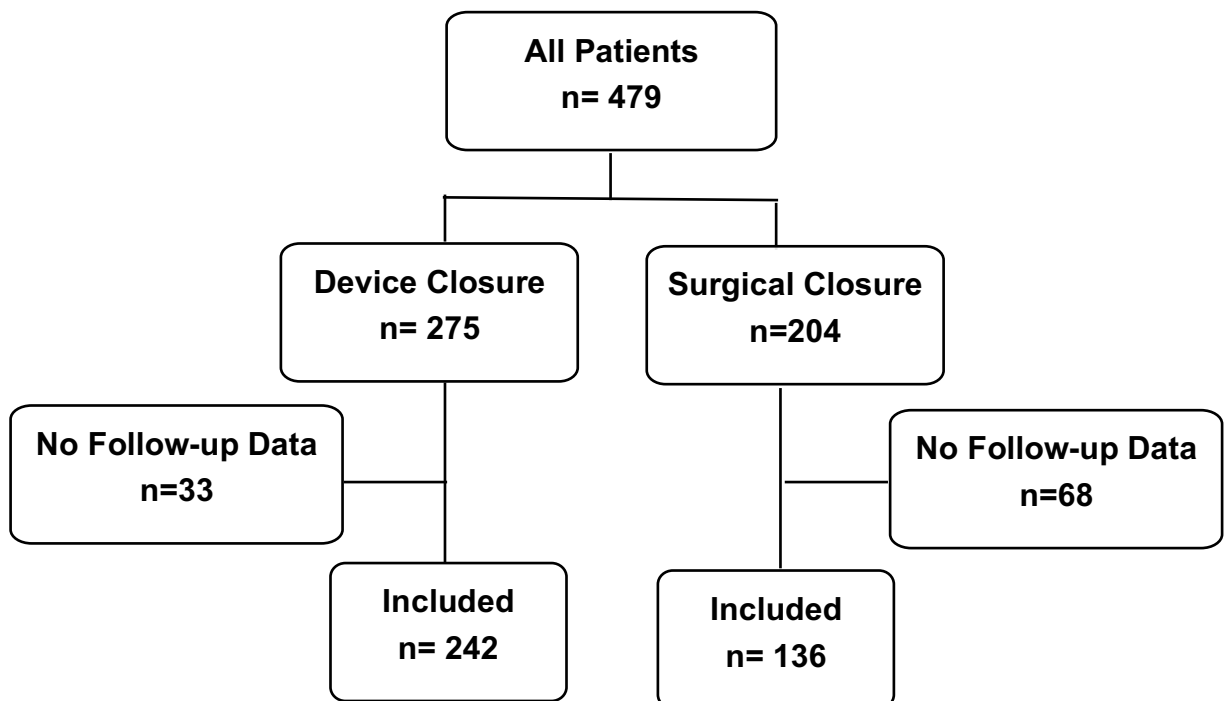 All Patients
n= 479
Device Closure
n= 275
Surgical Closure
n=204
No Follow-up Data
n=33
No Follow-up Data
n=68
Included
n= 242
Included
n= 136